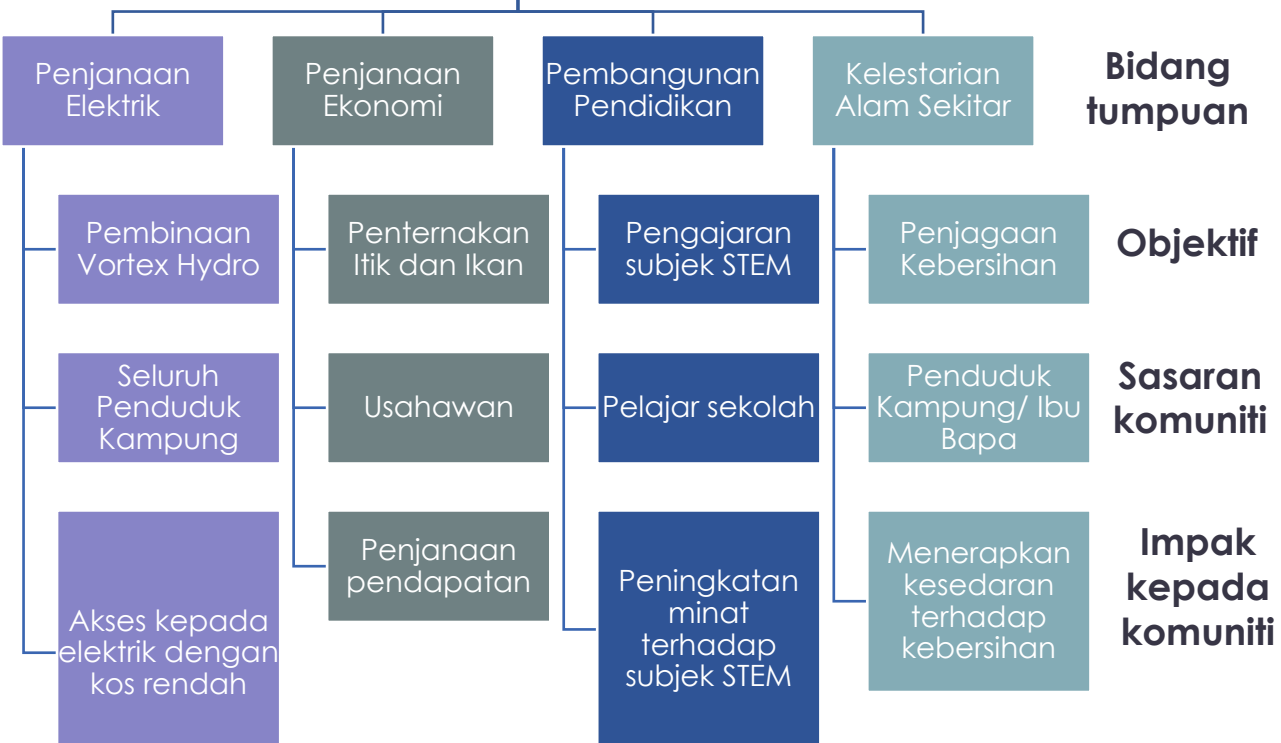 Penjanaan
Elektrik
Penjanaan
Ekonomi
Pembangunan
Pendidikan
Kelestarian
Alam Sekitar
Bidang
tumpuan
Pembinaan
Vortex Hydro
Penternakan
Itik dan Ikan
Pengajaran
subjek STEM
Penjagaan
Kebersihan
Objektif
Seluruh
Penduduk
Kampung
Usahawan
Pelajar sekolah
Penduduk
Kampung/ Ibu
Bapa
Sasaran
komuniti
Akses kepada
elektrik dengan
kos rendah
Penjanaan
pendapatan
Peningkatan
minat
terhadap
subjek STEM
Menerapkan
kesedaran
terhadap
kebersihan
Impak
kepada
komuniti